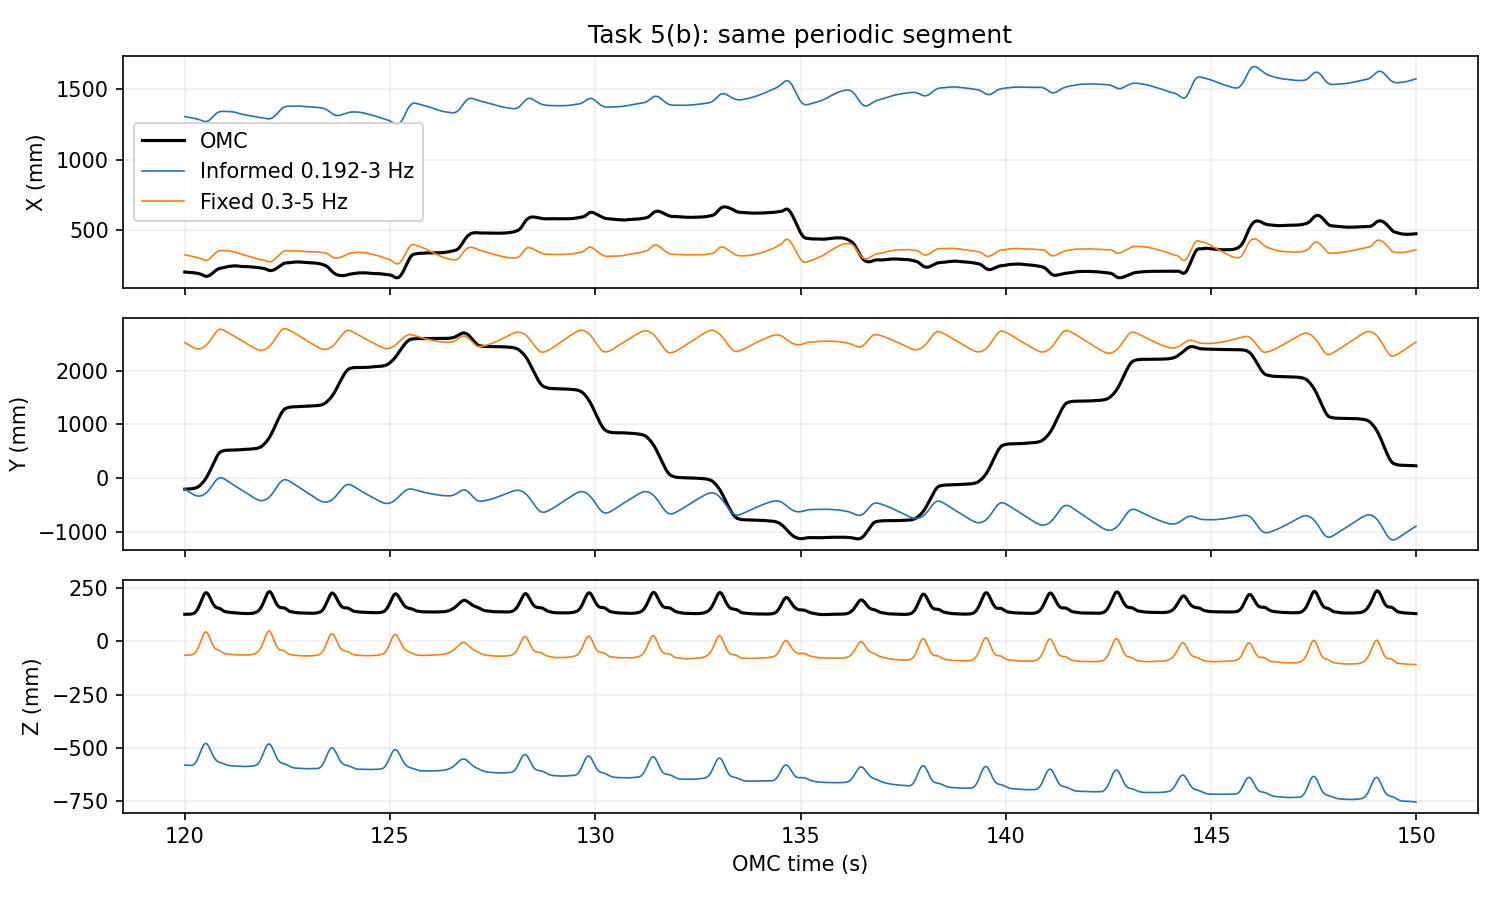 Task 5(b): same periodic segment
X (mm)
1500
1000
500
OMC
Informed 0.192-3 Hz
Fixed 0.3-5 Hz
Y (mm)
2000
1000
0
−1000
Z (mm)
250
0
−250
−500
−750
120 125 130 135 140 145 150
OMC time (s)